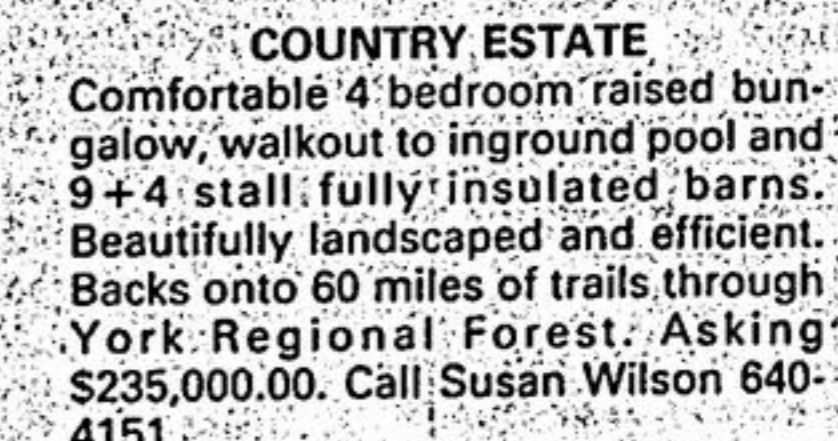 COUNTRY ESTATE
Comfortable 4 bedroom raised bun-
galow, walkout to inground pool and
9+4 stall fully insulated barns.
Beautifully landscaped and efficient.
Backs onto 60 miles of trails through
York Regional Forest. Asking
$235,000.00. Call Susan Wilson 640-
4151